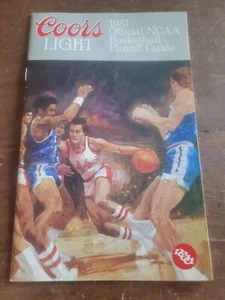 Coors
LIGHT
1981
Official NCAA
Basketball
Playoff Guide